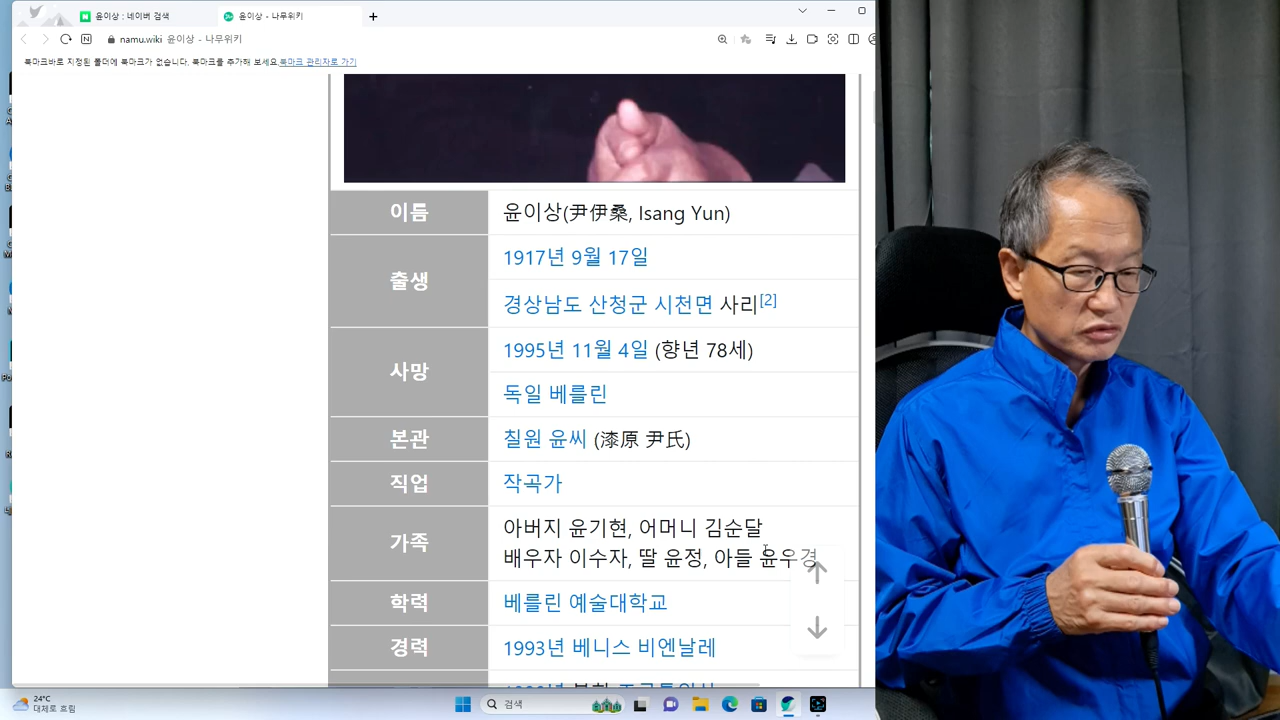 윤이상 : 네이버 검색
윤이상 - 나무위키
namu.wiki 윤이상 - 나무위키
북마크바로 지정된 폴더에 북마크가 없습니다. 북마크를 추가해 보세요.북마크 관리자로 가기
이름
윤이상(尹伊桑, Isang Yun)
출생
1917년 9월 17일
경상남도 산청군 시천면 사리[2]
사망
1995년 11월 4일 (향년 78세)
독일 베를린
본관
칠원 윤씨 (漆原 尹氏)
직업
작곡가
가족
아버지 윤기현, 어머니 김순달
배우자 이수자, 딸 윤정, 아들 윤우경
학력
베를린 예술대학교
경력
1993년 베니스 비엔날레
24°C
대체로 흐림
검색